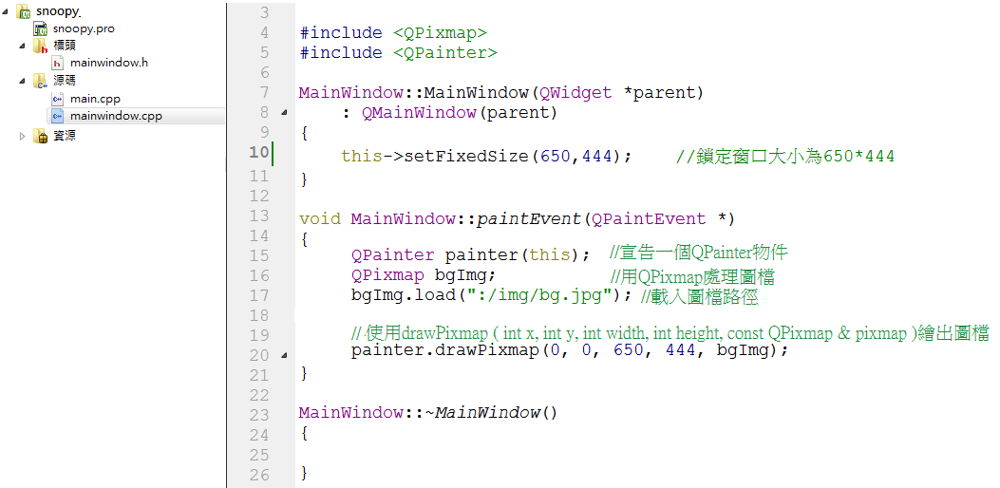 snoopy
snoopy.pro
標頭
mainwindow.h
源碼
main.cpp
mainwindow.cpp
資源
3
4 #include <QPixmap>
5 #include <QPainter>
6
7 MainWindow::MainWindow(QWidget *parent)
8 : QMainWindow(parent)
9 {
10 this->setFixedSize(650,444); //鎖定窗口大小為650*444
11 }
12
13 void MainWindow::paintEvent(QPaintEvent *)
14 {
15 QPainter painter(this); //宣告一個QPainter物件
16 QPixmap bgImg; //用QPixmap處理圖檔
17 bgImg.load(":/img/bg.jpg"); //載入圖檔路徑
18
19 // 使用drawPixmap ( int x, int y, int width, int height, const QPixmap & pixmap )繪出圖檔
20 painter.drawPixmap(0, 0, 650, 444, bgImg);
21 }
22
23 MainWindow::~MainWindow()
24 {
25
26 }